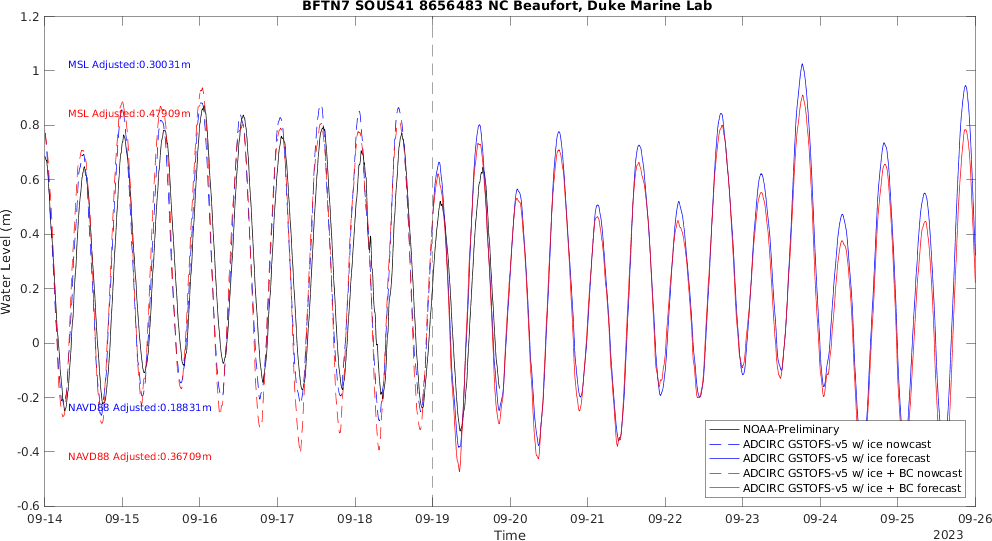 BFTN7 SOUS41 8656483 NC Beaufort, Duke Marine Lab
1.2
1
0.8
0.6
0.4
0.2
0
-0.2
-0.4
-0.6
Water Level (m)
MSL Adjusted:0.30031m
MSL Adjusted:0.47909m
NAVD88 Adjusted:0.18831m
NAVD88 Adjusted:0.36709m
NOAA-Preliminary
ADCIRC GSTOFS-v5 w/ ice nowcast
ADCIRC GSTOFS-v5 w/ ice forecast
ADCIRC GSTOFS-v5 w/ ice + BC nowcast
ADCIRC GSTOFS-v5 w/ ice + BC forecast
09-14 09-15 09-16 09-17 09-18 09-19 09-20 09-21 09-22 09-23 09-24 09-25 09-26
Time
2023